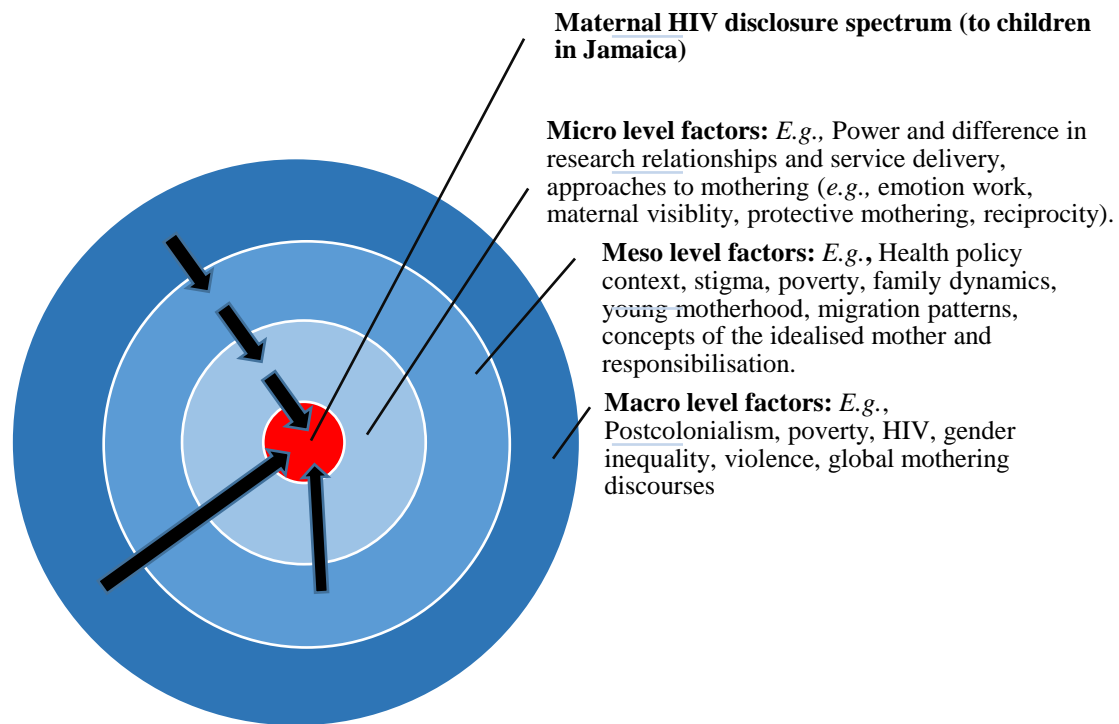 Maternal HIV disclosure spectrum (to children
in Jamaica)
Micro level factors: E.g., Power and difference in
research relationships and service delivery,
approaches to mothering (e.g., emotion work,
maternal visiblity, protective mothering, reciprocity).
Meso level factors: E.g., Health policy
context, stigma, poverty, family dynamics,
young motherhood, migration patterns,
concepts of the idealised mother and
responsibilisation.
Macro level factors: E.g.,
Postcolonialism, poverty, HIV, gender
inequality, violence, global mothering
discourses